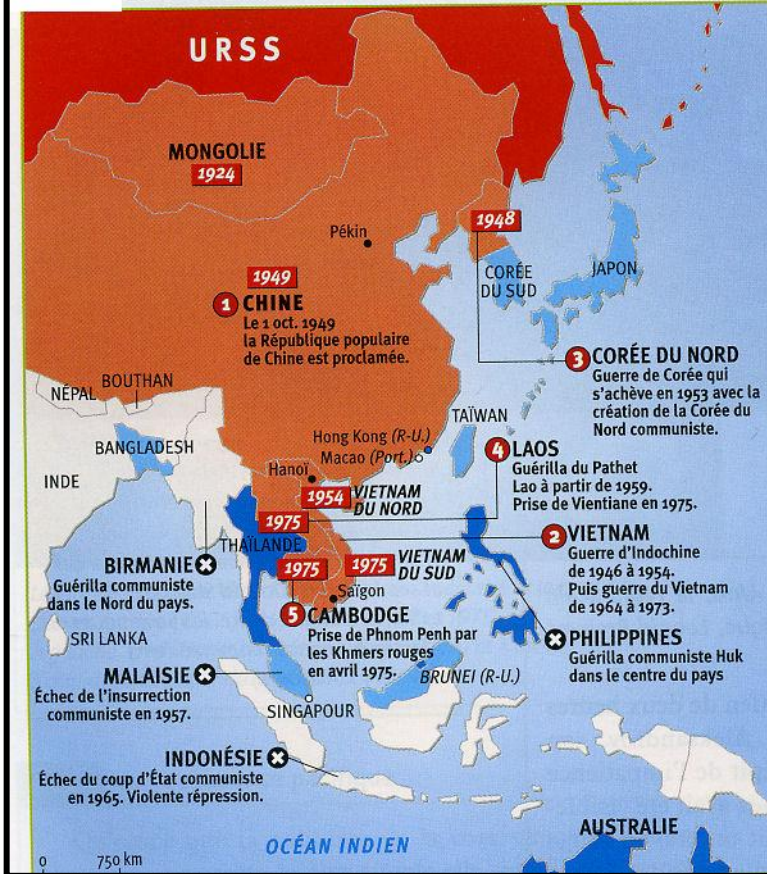 URSS
MONGOLIE
1924
Pékin
1948
CORÉE
DU SUD
JAPON
1949
1 CHINE
Le 1 oct. 1949
la République populaire
de Chine est proclamée.
3 CORÉE DU NORD
Guerre de Corée qui
s'achève en 1953 avec la
création de la Corée du
Nord communiste.
NÉPAL
BOUTHAN
BANGLADESH
INDE
TAÏWAN
Hong Kong (R-U.)
Macao (Port.)
Hanoï
1954
VIETNAM
DU NORD
4 LAOS
Guérilla du Pathet
Lao à partir de 1959.
Prise de Vientiane en 1975.
1975
THAÏLANDE
1975
1975
VIETNAM
DU SUD
Saïgon
2 VIETNAM
Guerre d'Indochine
de 1946 à 1954.
Puis guerre du Vietnam
de 1964 à 1973.
BIRMANIE
Guérilla communiste
dans le Nord du pays.
5 CAMBODGE
Prise de Phnom Penh par
les Khmers rouges
en avril 1975.
SRI LANKA
PHILIPPINES
Guérilla communiste Huk
dans le centre du pays
MALAISIE
Échec de l'insurrection
communiste en 1957.
BRUNEI (R-U.)
SINGAPOUR
INDONÉSIE
Échec du coup d'État communiste
en 1965. Violente répression.
AUSTRALIE
OCÉAN INDIEN
0 750 km